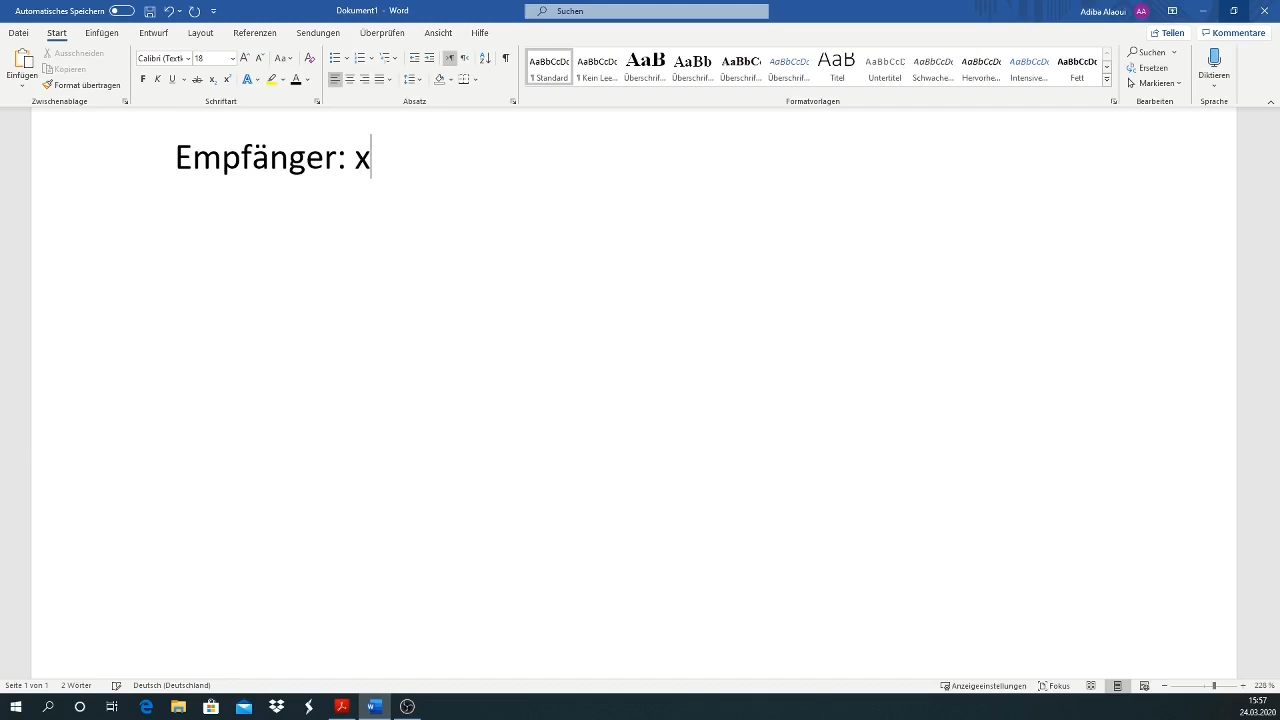 Automatisches Speichern
Dokument1 - Word
Suchen
Adiba Alaoui
AA
Datei
Start
Einfügen
Entwurf
Layout
Referenzen
Sendungen
Überprüfen
Ansicht
Hilfe
Teilen
Kommentare
Einfügen
Ausschneiden
Kopieren
Format übertragen
Zwischenablage
Calibri (Textk
18
F K U ab x₂ x²
Schriftart
Absatz
AaBbCcDc AaBbCcDc AaB AaBb AaBbC AaBbCcDc AaB AaBbCcC AaBbCcDc AaBbCcDc AaBbCcDc AaBbCcDc
¶ Standard ¶ Kein Lee... Überschrif... Überschrif... Überschrif... Überschrif... Titel Untertitel Schwache... Hervorhe... Intensive... Fett
Formatvorlagen
Suchen
Ersetzen
Markieren
Bearbeiten
Diktieren
Sprache
Empfänger: x
Seite 1 von 1
2 Wörter
Deutsch (Deutschland)
Anzeigeeinstellungen
Fokus
228 %
15:57
24.03.2020